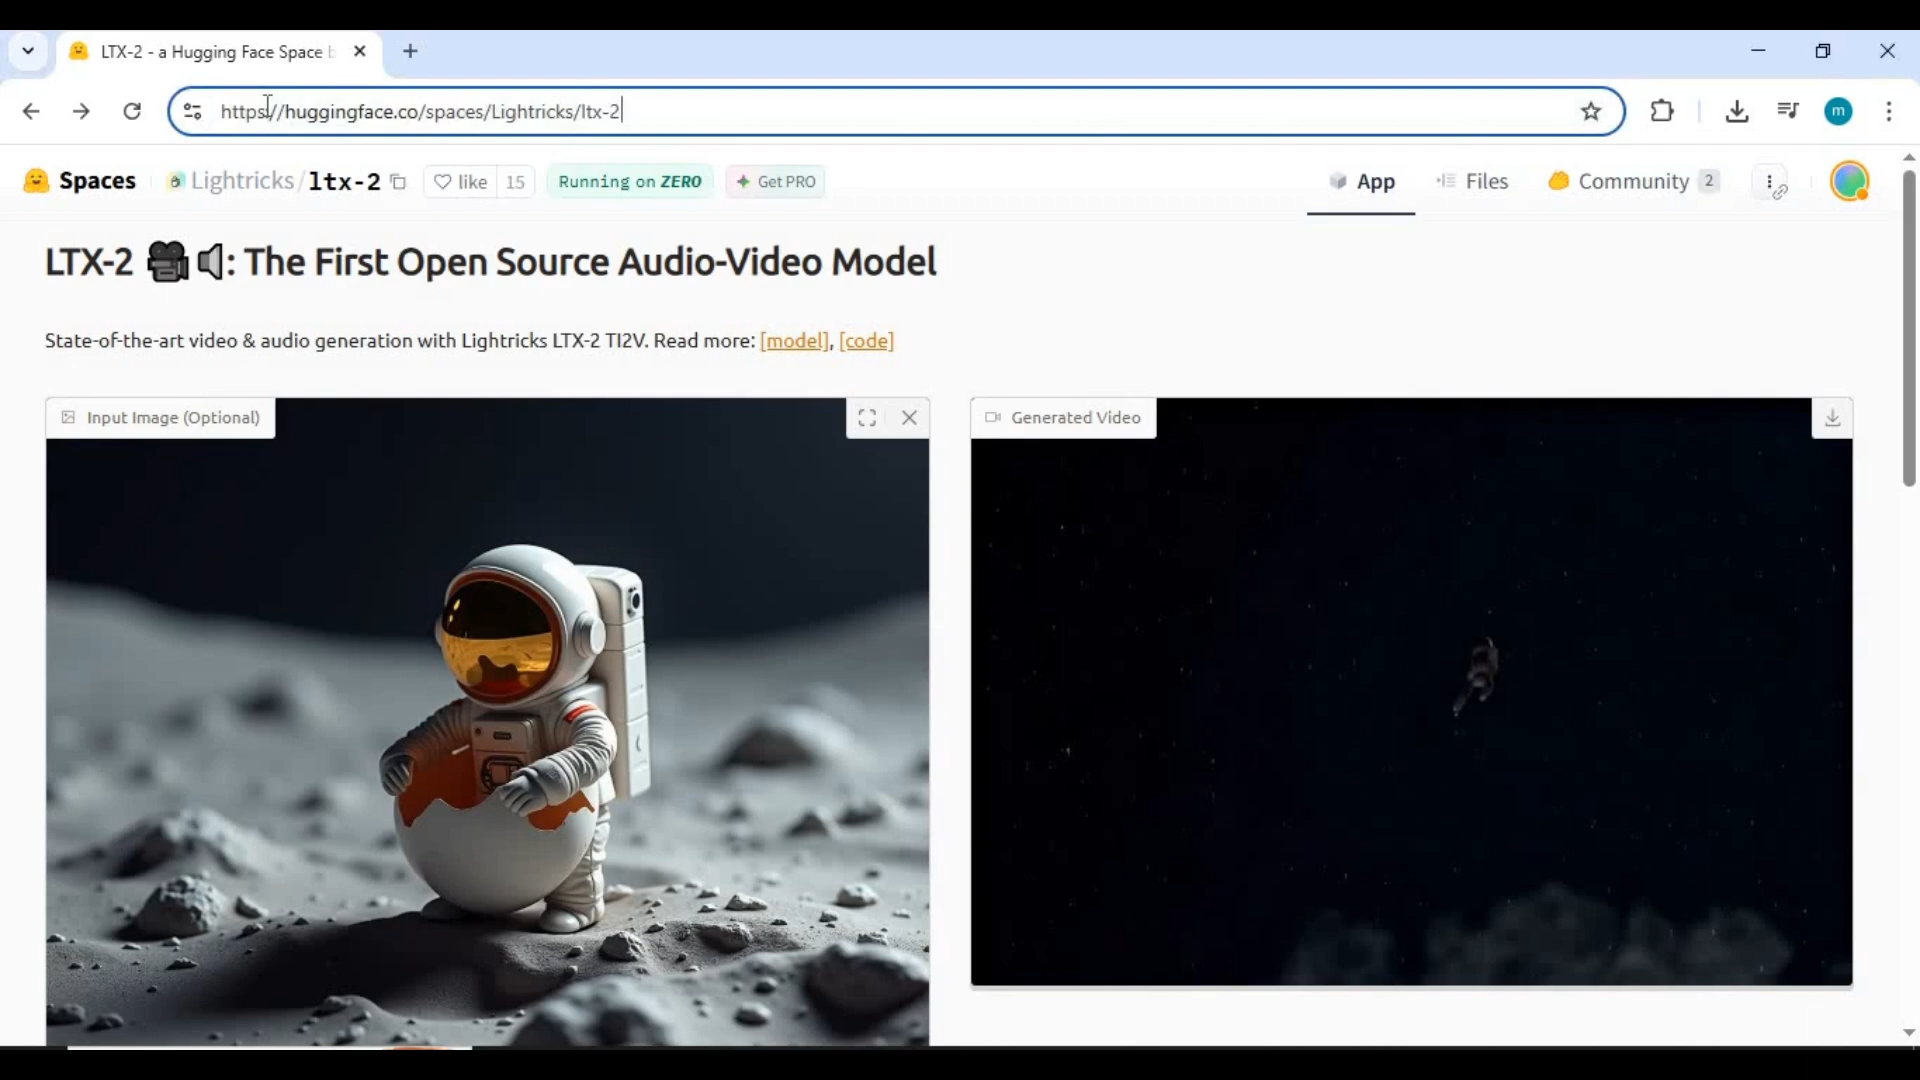 LTX-2 - a Hugging Face Space b
https://huggingface.co/spaces/Lightricks/ltx-2
m
Spaces Lightricks/ltx-2 like 15 Running on ZERO Get PRO App Files Community 2
LTX-2 🎥🔈: The First Open Source Audio-Video Model
State-of-the-art video & audio generation with Lightricks LTX-2 TI2V. Read more: [model], [code]
Input Image (Optional)
Generated Video